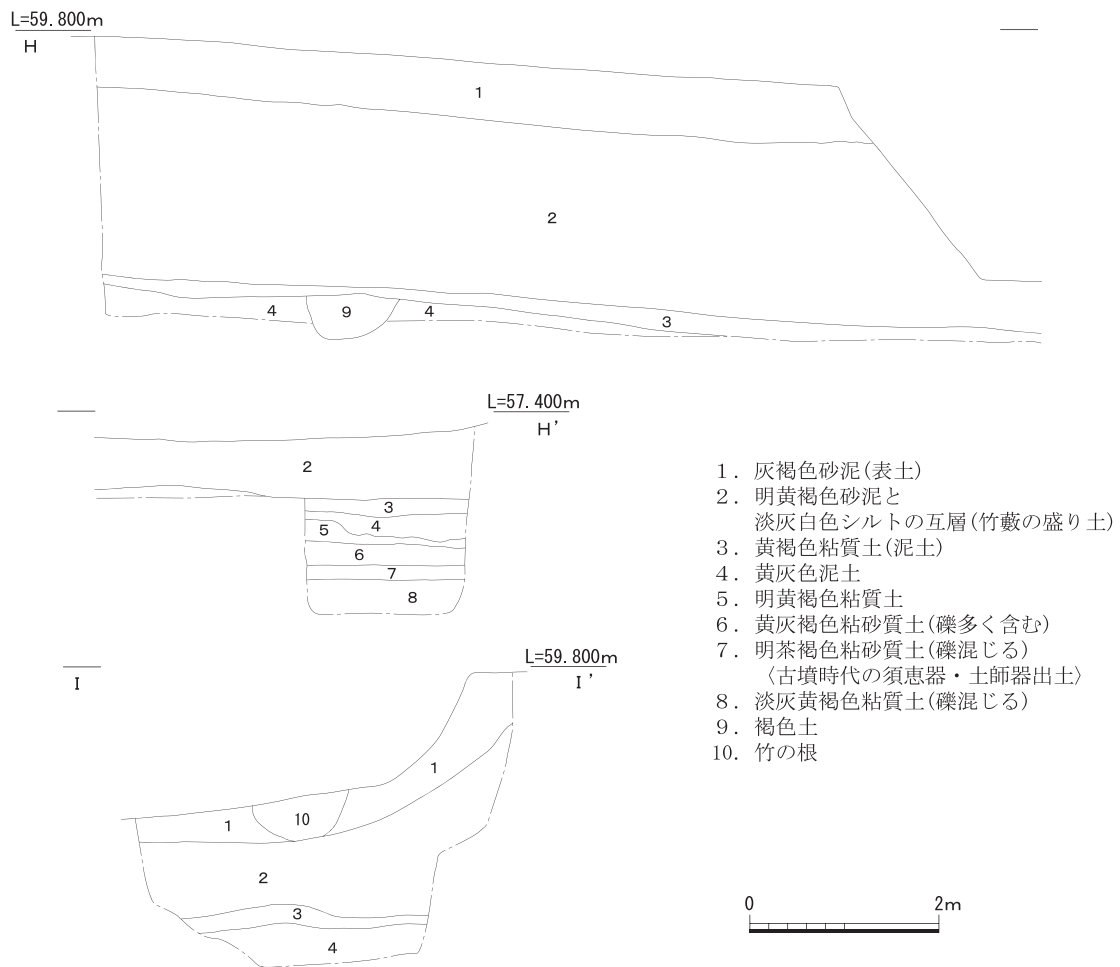 L=59.800m
H
1
2
4
9
4
3
L=57.400m
H'
2
3
4
5
6
7
8
L=59.800m
I
I'
1
10
1
2
3
4
1. 灰褐色砂泥(表土)
2. 明黄褐色砂泥と
淡灰白色シルトの互層(竹藪の盛り土)
3. 黄褐色粘質土(泥土)
4. 黄灰色泥土
5. 明黄褐色粘質土
6. 黄灰褐色粘砂質土(礫多く含む)
7. 明茶褐色粘砂質土(礫混じる)
〈古墳時代の須恵器・土師器出土〉
8. 淡灰黄褐色粘質土(礫混じる)
9. 褐色土
10. 竹の根
0 2m